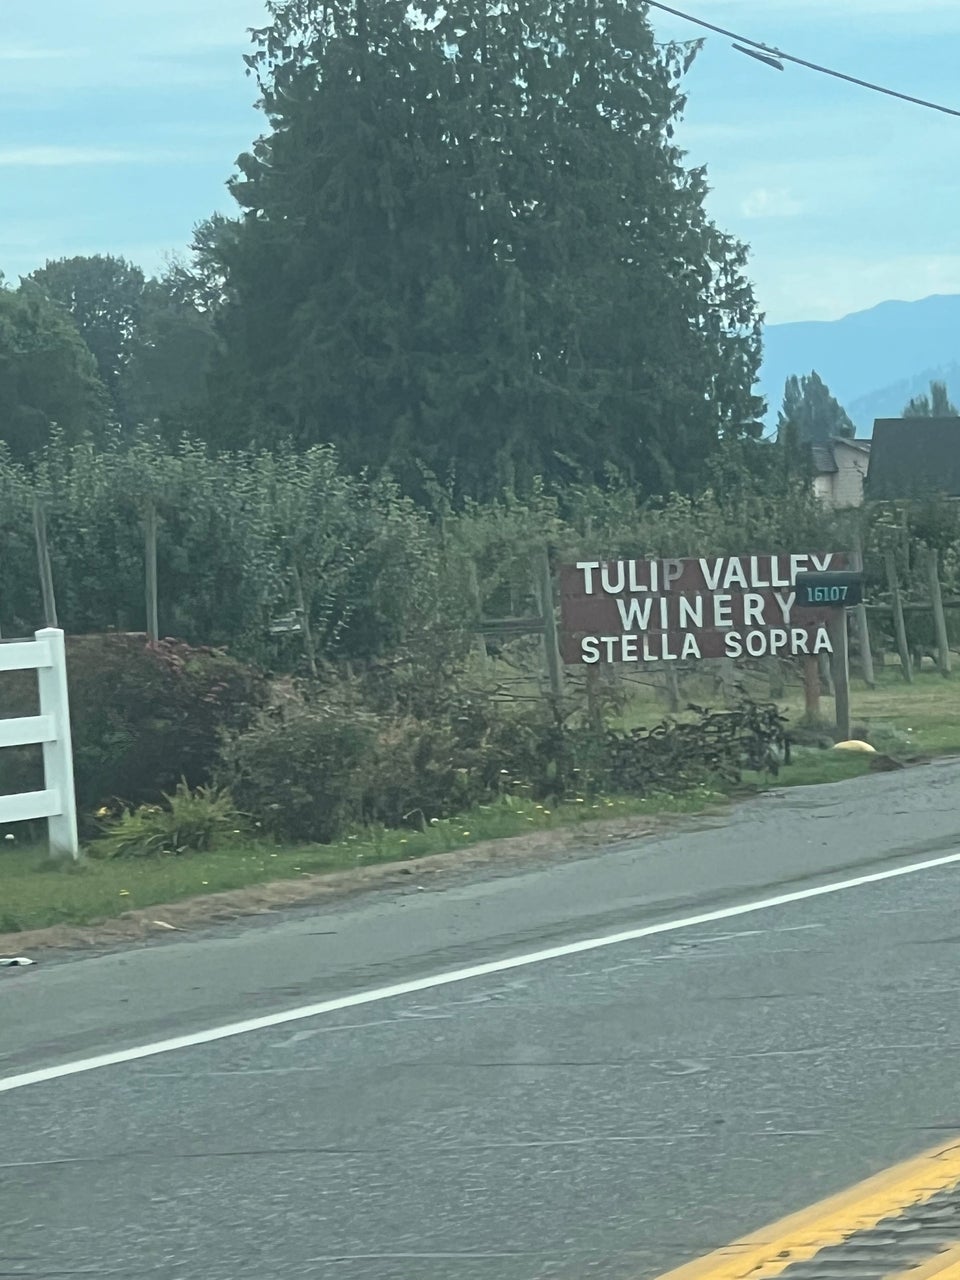 TULIP VALLEY
16107
WINERY
STELLA SOPRA